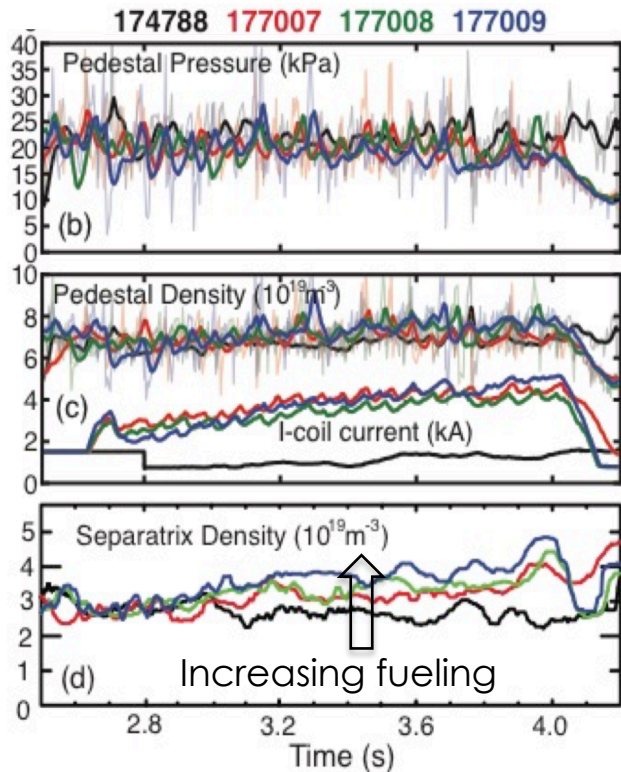 174788 177007 177008 177009
40
Pedestal Pressure (kPa)
35
30
25
20
15
10
5
(b)
0
10
Pedestal Density (10¹⁹m⁻³)
8
6
4
(c)
I-coil current (kA)
2
0
5
Separatrix Density (10¹⁹m⁻³)
4
3
2
1
Increasing fueling
(d)
0
2.8 3.2 3.6 4.0
Time (s)